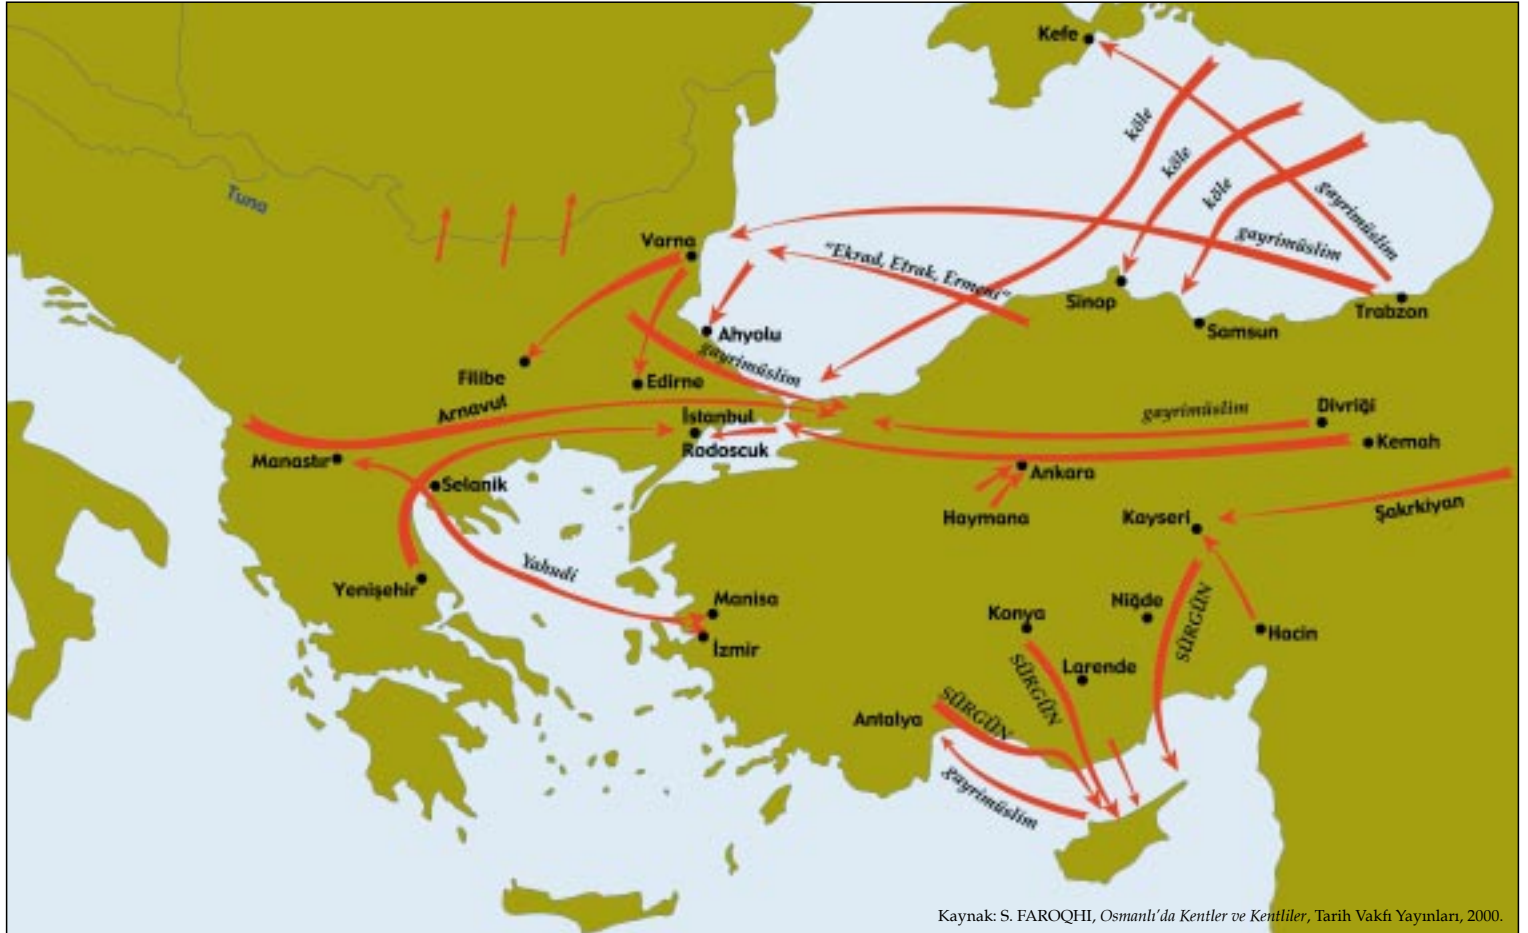 Kefe
köle
köle
köle
gayrimüslim
Tuna
Varna
gayrimüslim
"Ekrad, Etrak, Ermeni"
Sinop
Trabzon
Samsun
Ahyolu
gayrimüslim
Filibe
Edirne
Arnavut
İstanbul
Rodoscuk
gayrimüslim
Divriği
Kemah
Manastır
Selanik
Ankara
Haymana
Kayseri
Şakrkiyan
Yahudi
Yenişehir
Manisa
İzmir
Konya
Niğde
SÜRGÜN
Hacin
Larende
SÜRGÜN
SÜRGÜN
Antalya
gayrimüslim
Kaynak: S. FAROQHI, Osmanlı'da Kentler ve Kentliler, Tarih Vakfı Yayınları, 2000.